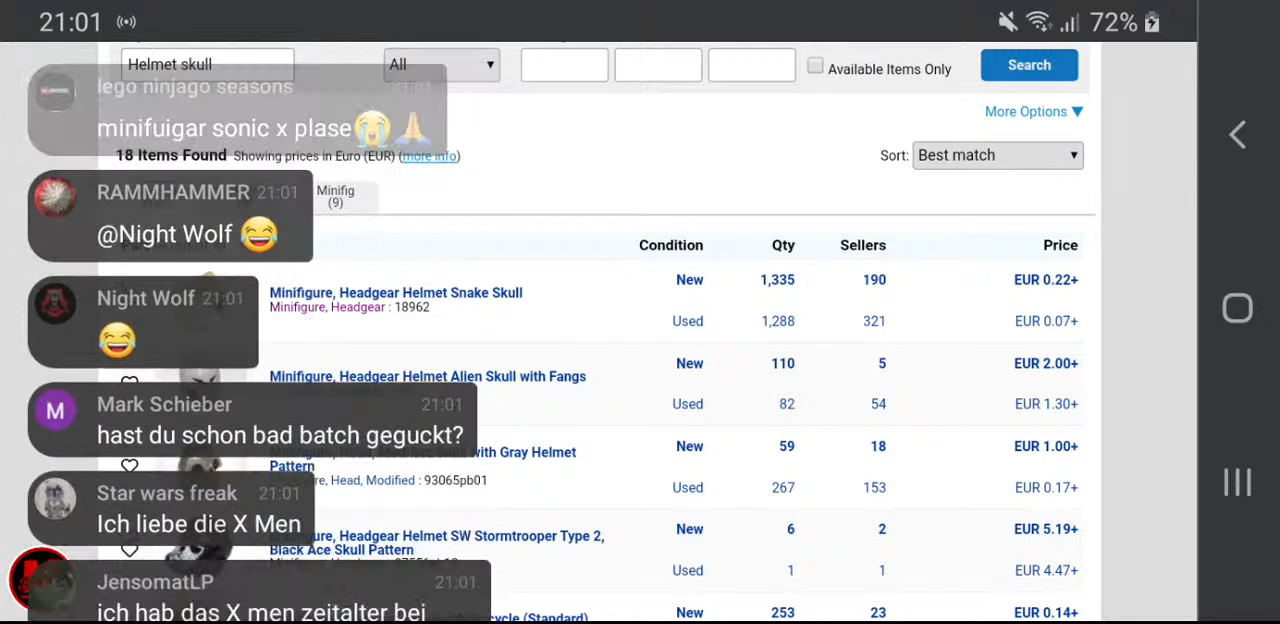 21:01
72%
Helmet skull
All
Available Items Only
Search
More Options ▼
lego ninjago seasons 21:01
minifuigar sonic x plase😭🙏
18 Items Found Showing prices in Euro (EUR) (more info)
Sort: Best match
RAMMHAMMER 21:01
@Night Wolf 😂
Minifig
(9)
Condition Qty Sellers Price
Night Wolf 21:01
😂
Minifigure, Headgear Helmet Snake Skull
Minifigure, Headgear : 18962
New 1,335 190 EUR 0.22+
Used 1,288 321 EUR 0.07+
Minifigure, Headgear Helmet Alien Skull with Fangs
New 110 5 EUR 2.00+
Used 82 54 EUR 1.30+
Mark Schieber 21:01
hast du schon bad batch geguckt?
with Gray Helmet
Pattern
Head, Modified : 93065pb01
New 59 18 EUR 1.00+
Used 267 153 EUR 0.17+
Star wars freak 21:01
Ich liebe die X Men
Headgear Helmet SW Stormtrooper Type 2,
Black Ace Skull Pattern
New 6 2 EUR 5.19+
Used 1 1 EUR 4.47+
JensomatLP 21:01
ich hab das X men zeitalter bei
(Standard)
New 253 23 EUR 0.14+